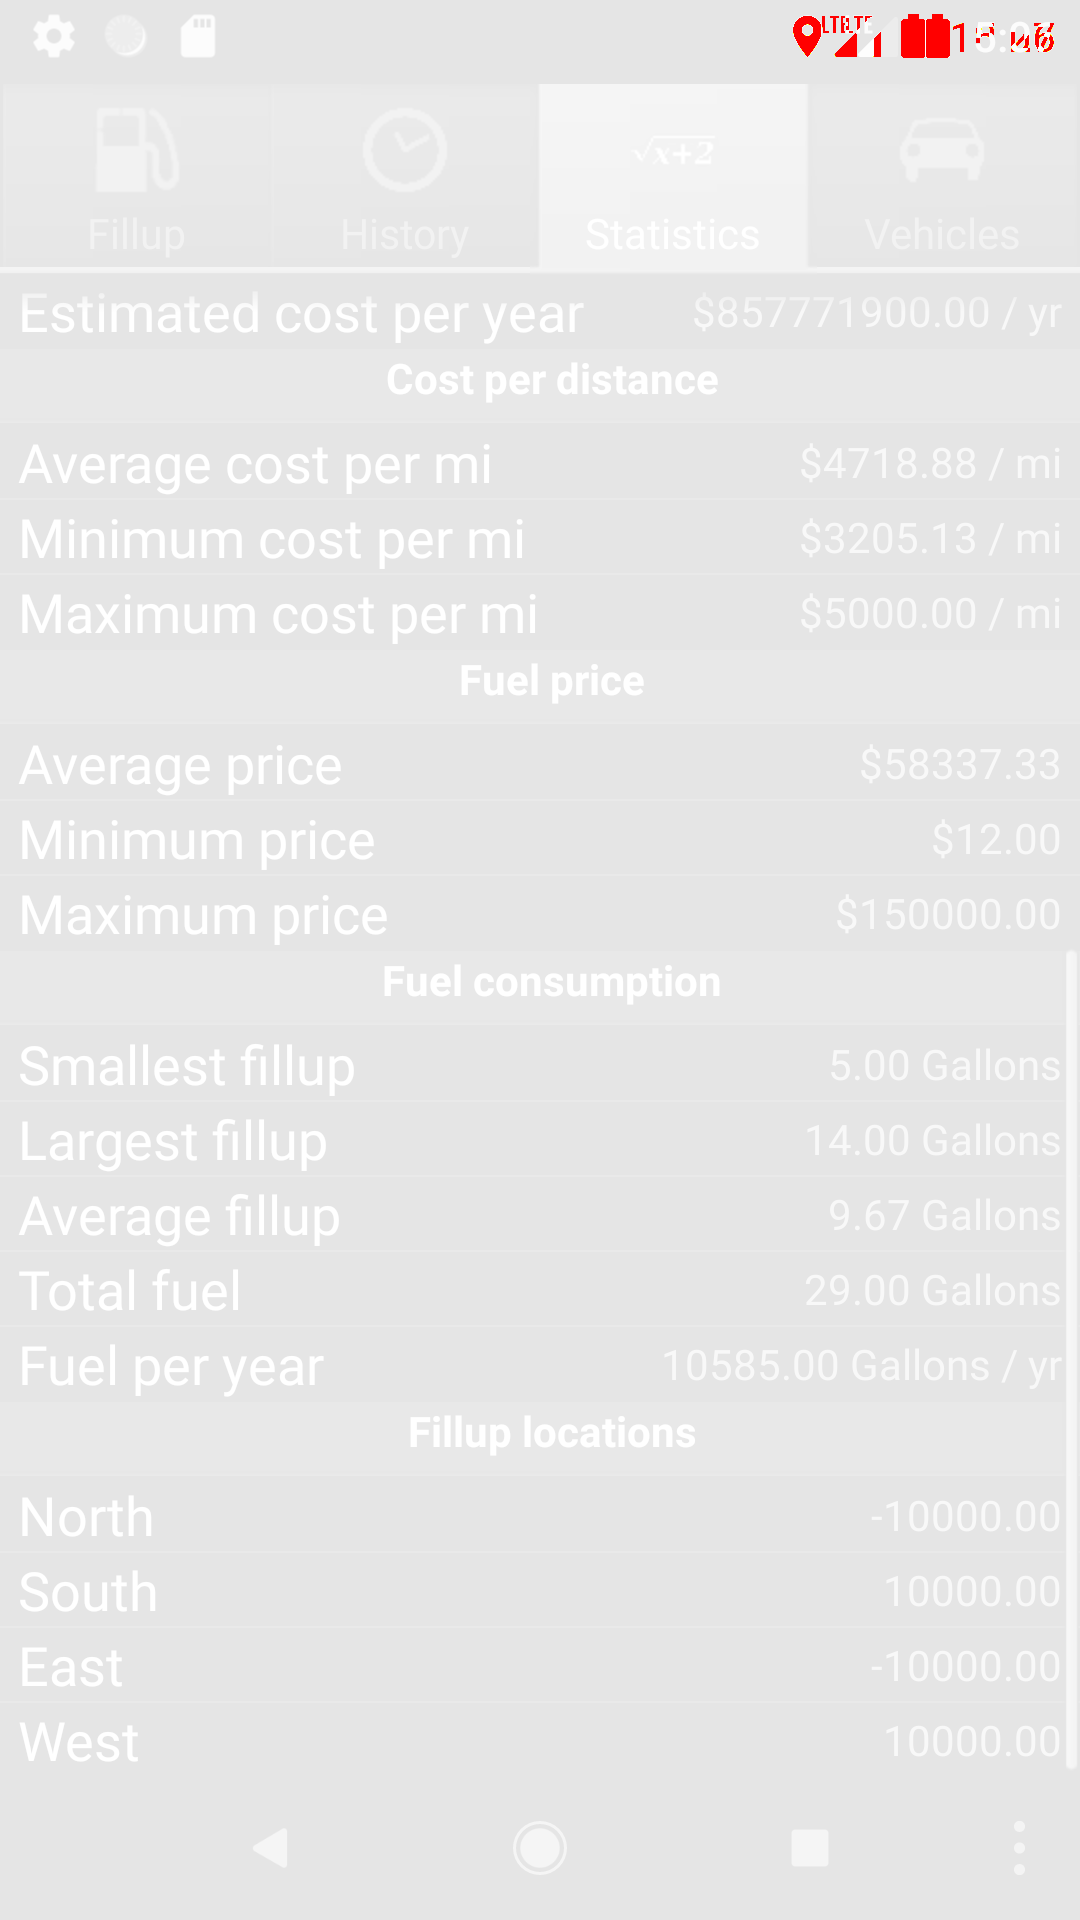 Fillup
History
√x+2
Statistics
Vehicles
Estimated cost per year $857771900.00 / yr
Cost per distance
Average cost per mi $4718.88 / mi
Minimum cost per mi $3205.13 / mi
Maximum cost per mi $5000.00 / mi
Fuel price
Average price $58337.33
Minimum price $12.00
Maximum price $150000.00
Fuel consumption
Smallest fillup 5.00 Gallons
Largest fillup 14.00 Gallons
Average fillup 9.67 Gallons
Total fuel 29.00 Gallons
Fuel per year 10585.00 Gallons / yr
Fillup locations
North -10000.00
South 10000.00
East -10000.00
West 10000.00